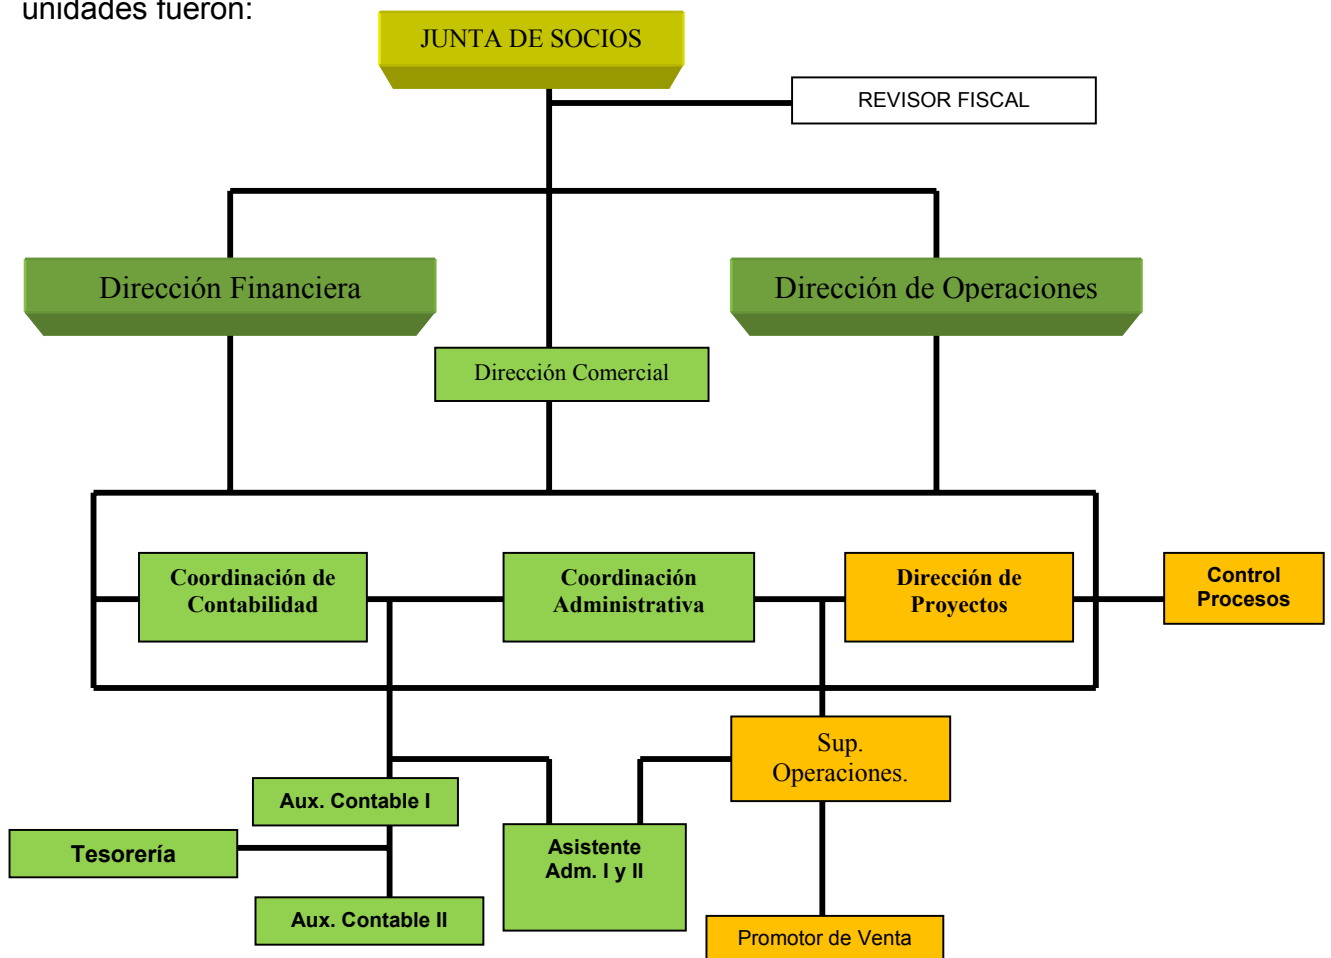 unidades fueron:
JUNTA DE SOCIOS
REVISOR FISCAL
Dirección Financiera
Dirección de Operaciones
Dirección Comercial
Coordinación de
Contabilidad
Coordinación
Administrativa
Dirección de
Proyectos
Control
Procesos
Sup.
Operaciones.
Aux. Contable I
Tesorería
Asistente
Adm. I y II
Aux. Contable II
Promotor de Venta